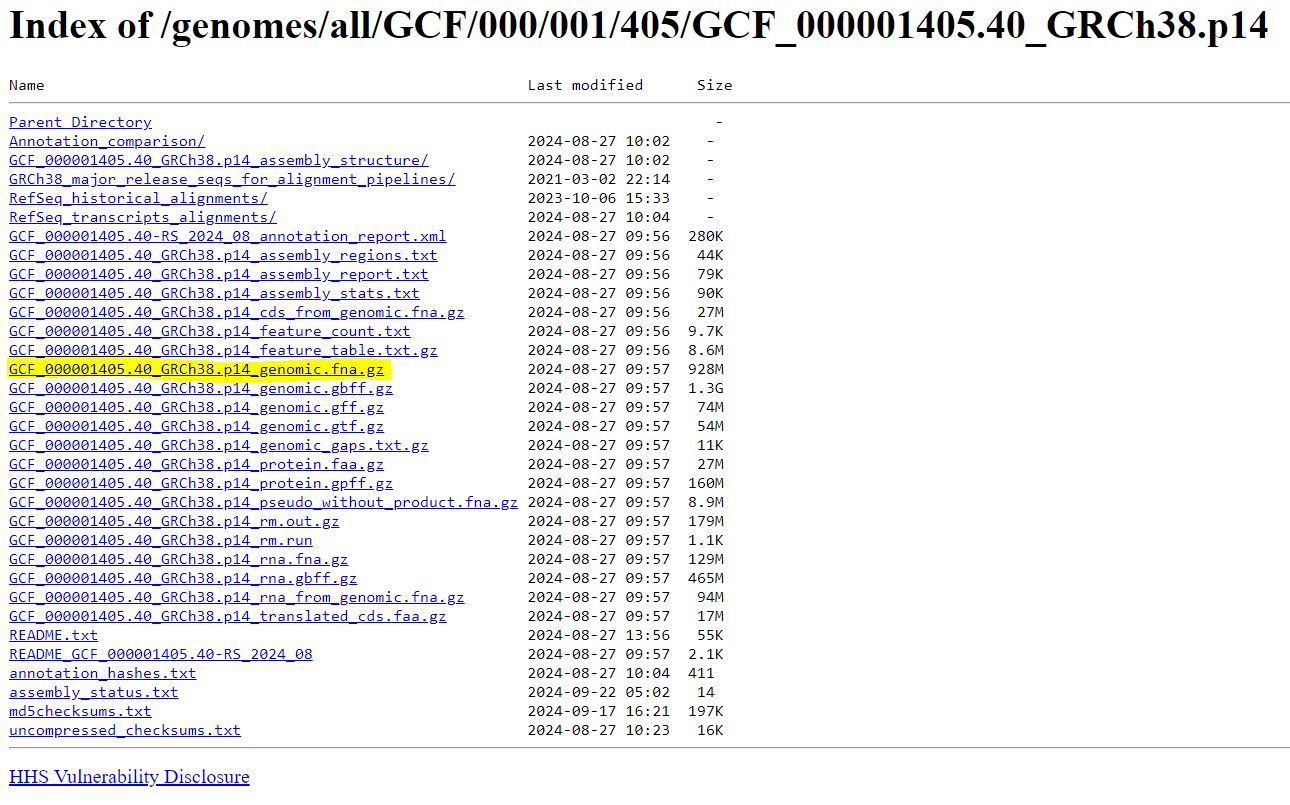 Index of /genomes/all/GCF/000/001/405/GCF_000001405.40_GRCh38.p14
Name Last modified Size
Parent Directory -
Annotation_comparison/ 2024-08-27 10:02 -
GCF_000001405.40_GRCh38.p14_assembly_structure/ 2024-08-27 10:02 -
GRCh38_major_release_seqs_for_alignment_pipelines/ 2021-03-02 22:14 -
RefSeq_historical_alignments/ 2023-10-06 15:33 -
RefSeq_transcripts_alignments/ 2024-08-27 10:04 -
GCF_000001405.40-RS_2024_08_annotation_report.xml 2024-08-27 09:56 280K
GCF_000001405.40_GRCh38.p14_assembly_regions.txt 2024-08-27 09:56 44K
GCF_000001405.40_GRCh38.p14_assembly_report.txt 2024-08-27 09:56 79K
GCF_000001405.40_GRCh38.p14_assembly_stats.txt 2024-08-27 09:56 90K
GCF_000001405.40_GRCh38.p14_cds_from_genomic.fna.gz 2024-08-27 09:56 27M
GCF_000001405.40_GRCh38.p14_feature_count.txt 2024-08-27 09:56 9.7K
GCF_000001405.40_GRCh38.p14_feature_table.txt.gz 2024-08-27 09:56 8.6M
GCF_000001405.40_GRCh38.p14_genomic.fna.gz 2024-08-27 09:57 928M
GCF_000001405.40_GRCh38.p14_genomic.gbff.gz 2024-08-27 09:57 1.3G
GCF_000001405.40_GRCh38.p14_genomic.gff.gz 2024-08-27 09:57 74M
GCF_000001405.40_GRCh38.p14_genomic.gtf.gz 2024-08-27 09:57 54M
GCF_000001405.40_GRCh38.p14_genomic_gaps.txt.gz 2024-08-27 09:57 11K
GCF_000001405.40_GRCh38.p14_protein.faa.gz 2024-08-27 09:57 27M
GCF_000001405.40_GRCh38.p14_protein.gpff.gz 2024-08-27 09:57 160M
GCF_000001405.40_GRCh38.p14_pseudo_without_product.fna.gz 2024-08-27 09:57 8.9M
GCF_000001405.40_GRCh38.p14_rm.out.gz 2024-08-27 09:57 179M
GCF_000001405.40_GRCh38.p14_rm.run 2024-08-27 09:57 1.1K
GCF_000001405.40_GRCh38.p14_rna.fna.gz 2024-08-27 09:57 129M
GCF_000001405.40_GRCh38.p14_rna.gbff.gz 2024-08-27 09:57 465M
GCF_000001405.40_GRCh38.p14_rna_from_genomic.fna.gz 2024-08-27 09:57 94M
GCF_000001405.40_GRCh38.p14_translated_cds.faa.gz 2024-08-27 09:57 17M
README.txt 2024-08-27 13:56 55K
README_GCF_000001405.40-RS_2024_08 2024-08-27 09:57 2.1K
annotation_hashes.txt 2024-08-27 10:04 411
assembly_status.txt 2024-09-22 05:02 14
md5checksums.txt 2024-09-17 16:21 197K
uncompressed_checksums.txt 2024-08-27 10:23 16K
HHS Vulnerability Disclosure